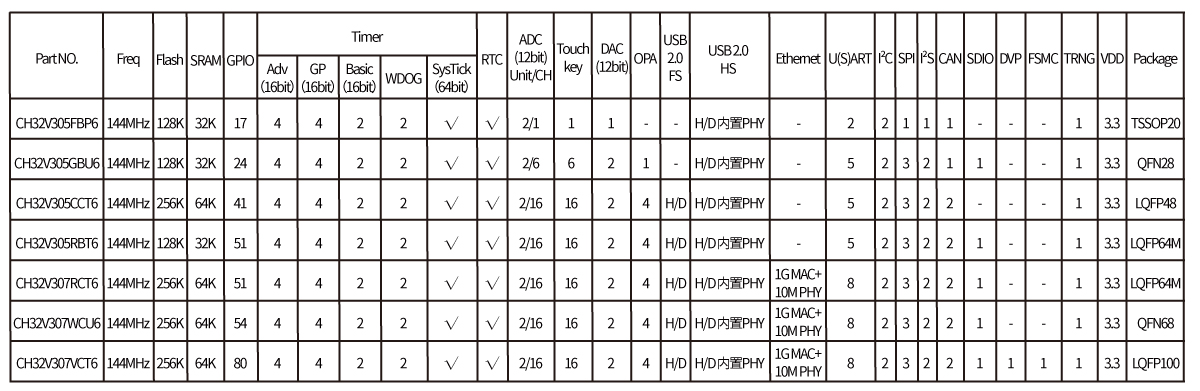 Part NO. Freq Flash SRAM GPIO Timer RTC ADC (12bit) Unit/CH Touch key DAC (12bit) OPA USB 2.0 FS USB 2.0 HS Ethernet U(S)ART I²C SPI I²S CAN SDIO DVP FSMC TRNG VDD Package
Adv (16bit) GP (16bit) Basic (16bit) WDOG SysTick (64bit)
CH32V305FBP6 144MHz 128K 32K 17 4 4 2 2 √ √ 2/1 1 1 - - H/D内置PHY - 2 2 1 1 1 - - - 1 3.3 TSSOP20
CH32V305GBU6 144MHz 128K 32K 24 4 4 2 2 √ √ 2/6 6 2 1 - H/D内置PHY - 5 2 3 2 1 1 - - 1 3.3 QFN28
CH32V305CCT6 144MHz 256K 64K 41 4 4 2 2 √ √ 2/16 16 2 4 H/D H/D内置PHY - 5 2 3 2 2 - - - 1 3.3 LQFP48
CH32V305RBT6 144MHz 128K 32K 51 4 4 2 2 √ √ 2/16 16 2 4 H/D H/D内置PHY - 5 2 3 2 2 1 - - 1 3.3 LQFP64M
CH32V307RCT6 144MHz 256K 64K 51 4 4 2 2 √ √ 2/16 16 2 4 H/D H/D内置PHY 1G MAC+ 10M PHY 8 2 3 2 2 1 - - 1 3.3 LQFP64M
CH32V307WCU6 144MHz 256K 64K 54 4 4 2 2 √ √ 2/16 16 2 4 H/D H/D内置PHY 1G MAC+ 10M PHY 8 2 3 2 2 1 - - 1 3.3 QFN68
CH32V307VCT6 144MHz 256K 64K 80 4 4 2 2 √ √ 2/16 16 2 4 H/D H/D内置PHY 1G MAC+ 10M PHY 8 2 3 2 2 1 1 1 1 3.3 LQFP100